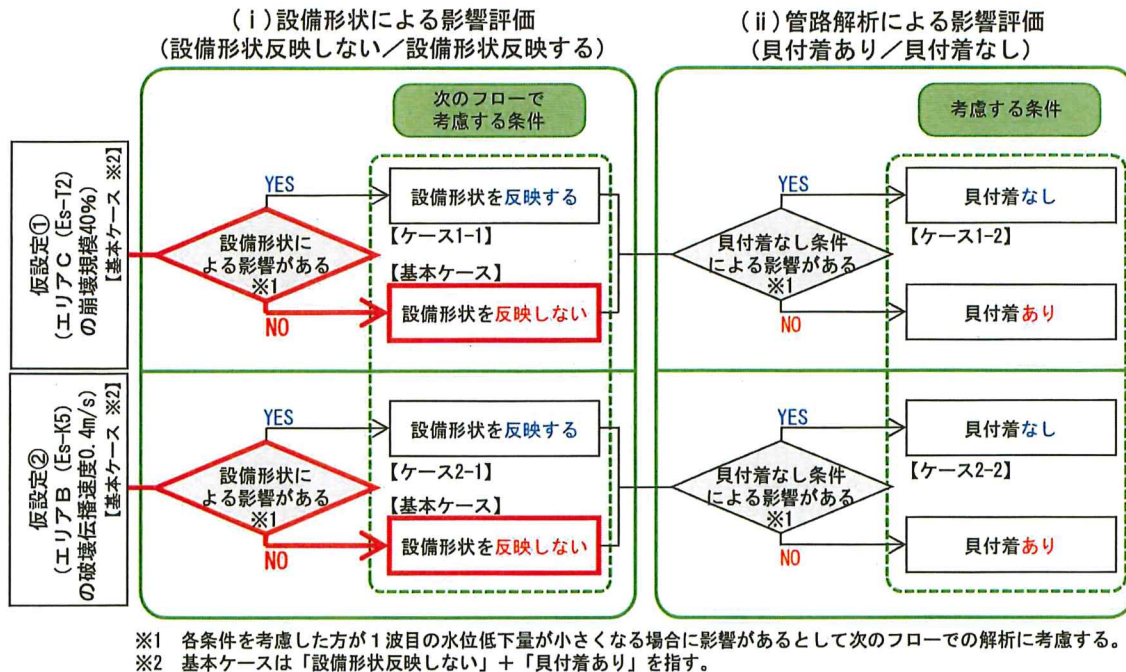 (ⅰ)設備形状による影響評価
(設備形状反映しない/設備形状反映する)
(ⅱ)管路解析による影響評価
(貝付着あり/貝付着なし)
次のフローで
考慮する条件
考慮する条件
仮設定①
(エリアC(Es-T2)
の崩壊規模40%)
【基本ケース ※2】
設備形状に
よる影響がある
※1
YES
設備形状を反映する
【ケース1-1】
【基本ケース】
NO
設備形状を反映しない
貝付着なし条件
による影響がある
※1
YES
貝付着なし
【ケース1-2】
NO
貝付着あり
仮設定②
(エリアB(Es-K5)
の破壊伝播速度0.4m/s)
【基本ケース ※2】
設備形状に
よる影響がある
※1
YES
設備形状を反映する
【ケース2-1】
【基本ケース】
NO
設備形状を反映しない
貝付着なし条件
による影響がある
※1
YES
貝付着なし
【ケース2-2】
NO
貝付着あり
※1 各条件を考慮した方が1波目の水位低下量が小さくなる場合に影響があるとして次のフローでの解析に考慮する。
※2 基本ケースは「設備形状反映しない」+「貝付着あり」を指す。